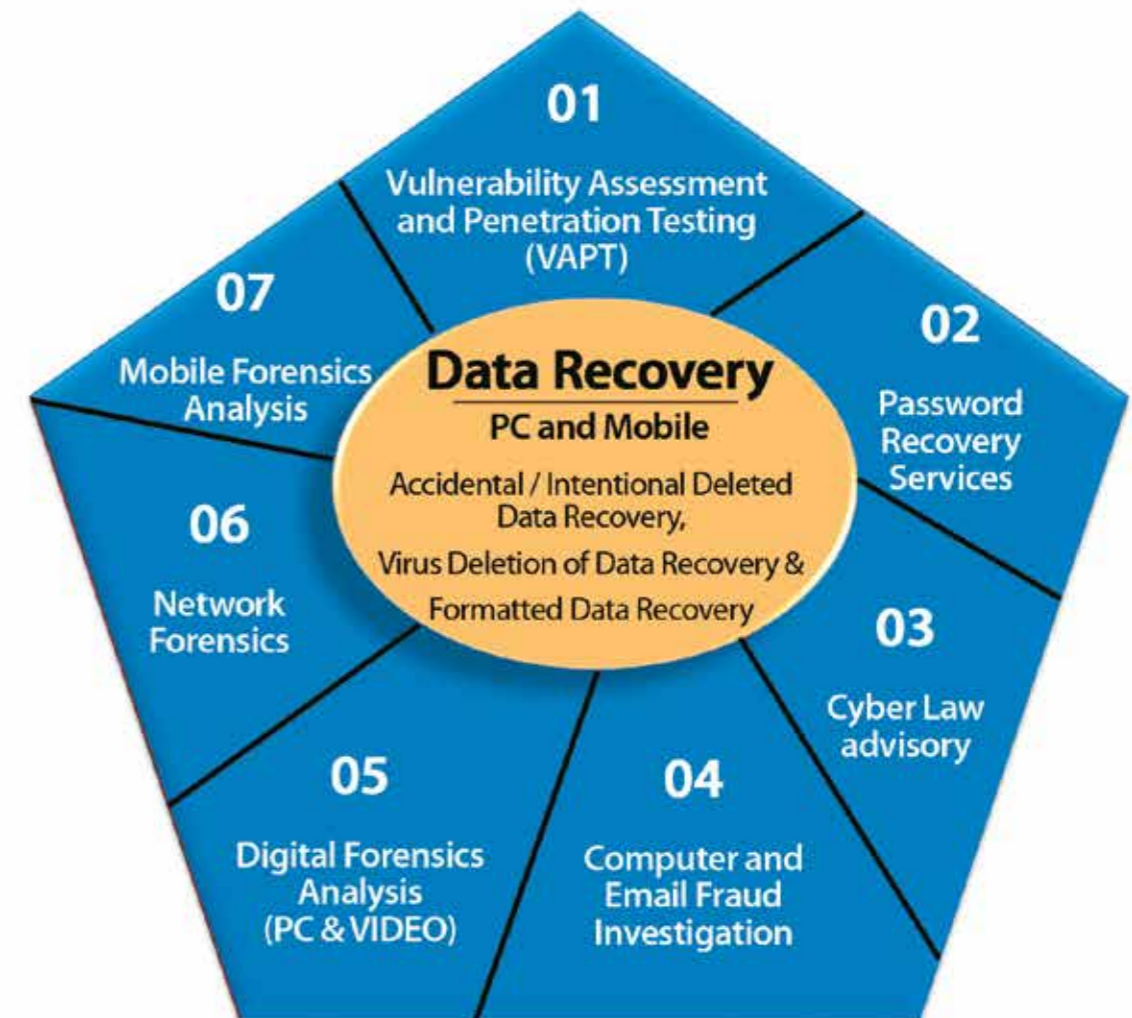 01
Vulnerability Assessment
and Penetration Testing
(VAPT)
02
Password
Recovery
Services
03
Cyber Law
advisory
04
Computer and
Email Fraud
Investigation
05
Digital Forensics
Analysis
(PC & VIDEO)
06
Network
Forensics
07
Mobile Forensics
Analysis
Data Recovery
PC and Mobile
Accidental / Intentional Deleted
Data Recovery,
Virus Deletion of Data Recovery &
Formatted Data Recovery